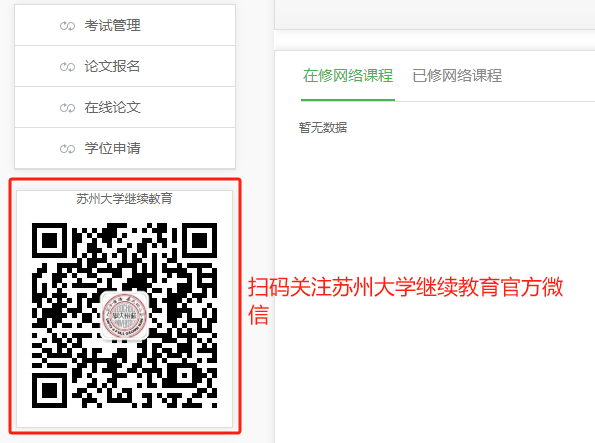 考试管理
论文报名
在线论文
学位申请
苏州大学继续教育
在修网络课程 已修网络课程
暂无数据
扫码关注苏州大学继续教育官方微
信